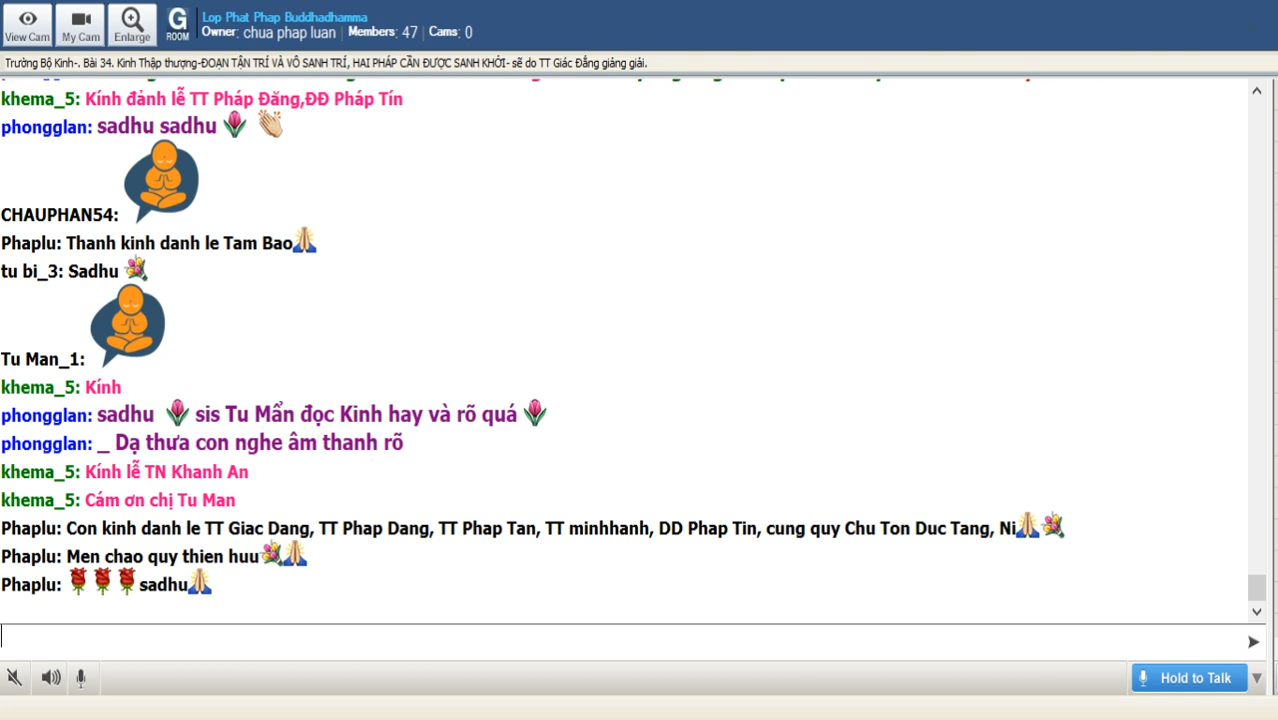 View Cam
My Cam
Enlarge
G
ROOM
Lop Phat Phap Buddhadhamma
Owner: chua phap luan | Members: 47 | Cams: 0
Trường Bộ Kinh-. Bài 34. Kinh Thập thượng-ĐOẠN TẬN TRÍ VÀ VÔ SANH TRÍ, HAI PHÁP CẦN ĐƯỢC SANH KHỞI- sẽ do TT Giác Đẳng giảng giải.
khema_5: Kính đảnh lễ TT Pháp Đăng,ĐĐ Pháp Tín
phongglan: sadhu sadhu
CHAUPHAN54:
Phaplu: Thanh kinh danh le Tam Bao
tu bi_3: Sadhu
Tu Man_1:
khema_5: Kính
phongglan: sadhu sis Tu Mẩn đọc Kinh hay và rõ quá
phongglan: _ Dạ thưa con nghe âm thanh rõ
khema_5: Kính lễ TN Khanh An
khema_5: Cám ơn chị Tu Man
Phaplu: Con kinh danh le TT Giac Dang, TT Phap Dang, TT Phap Tan, TT minhhanh, DD Phap Tin, cung quy Chu Ton Duc Tang, Ni
Phaplu: Men chao quy thien huu
Phaplu: sadhu
Hold to Talk